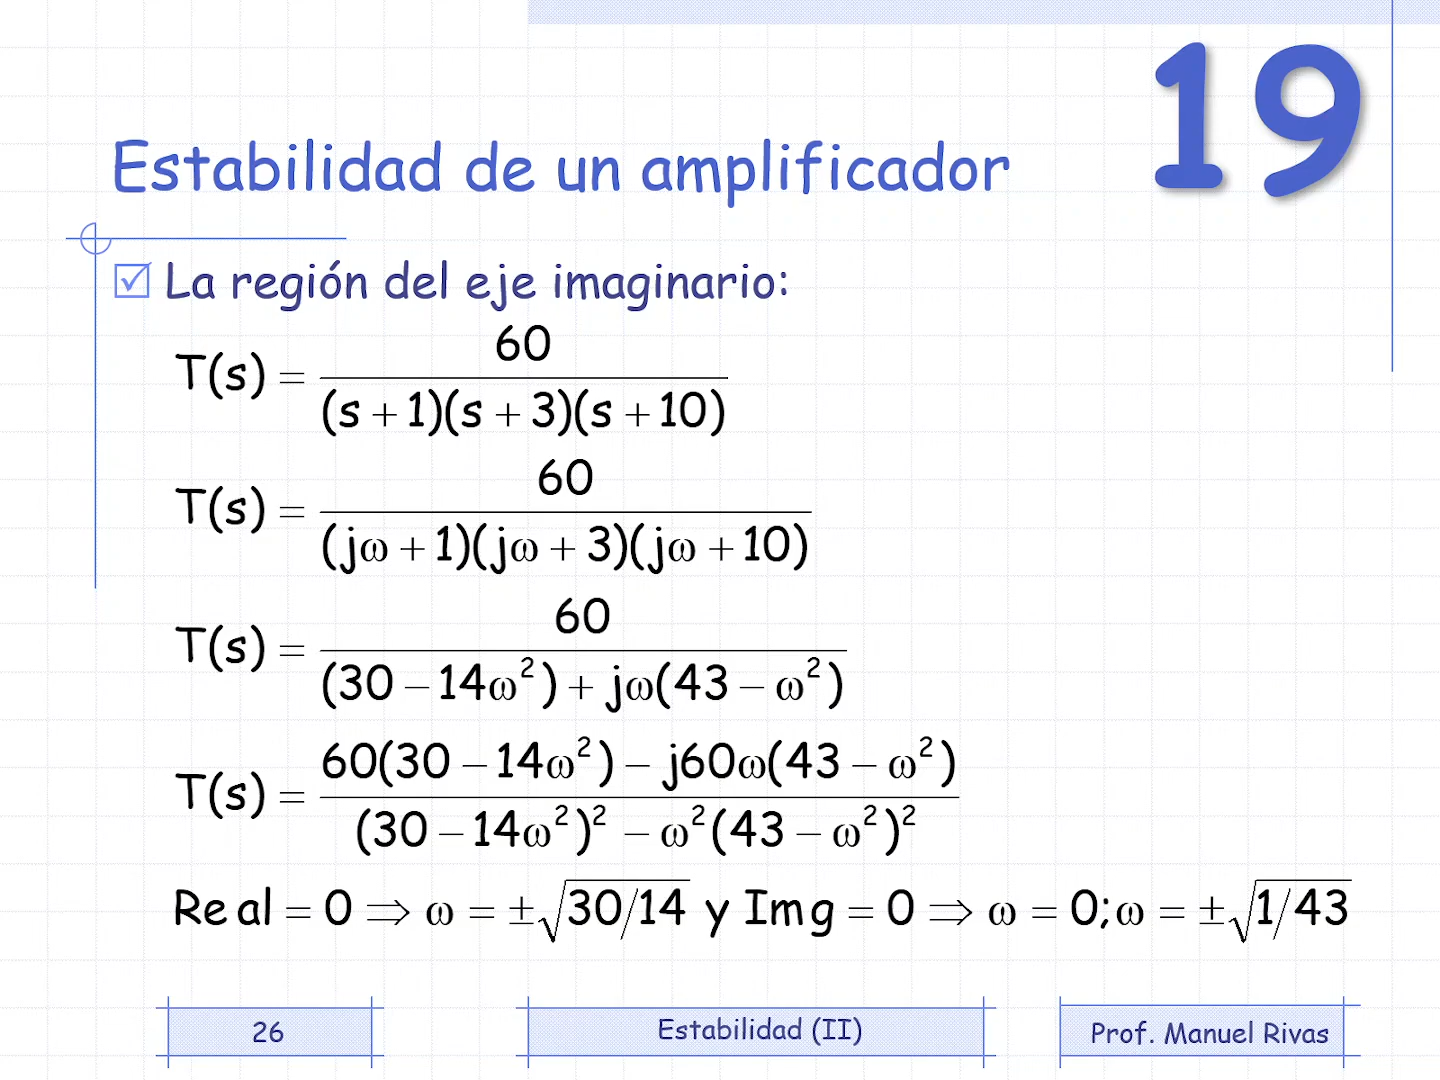 19
Estabilidad de un amplificador
☑ La región del eje imaginario:
T(s) = 60 / (s + 1)(s + 3)(s + 10)
T(s) = 60 / (jω + 1)(jω + 3)(jω + 10)
T(s) = 60 / (30 − 14ω²) + jω(43 − ω²)
T(s) = 60(30 − 14ω²) − j60ω(43 − ω²) / (30 − 14ω²)² − ω²(43 − ω²)²
Real = 0 ⇒ ω = ±√30/14 y Img = 0 ⇒ ω = 0; ω = ±√1/43
26
Estabilidad (II)
Prof. Manuel Rivas